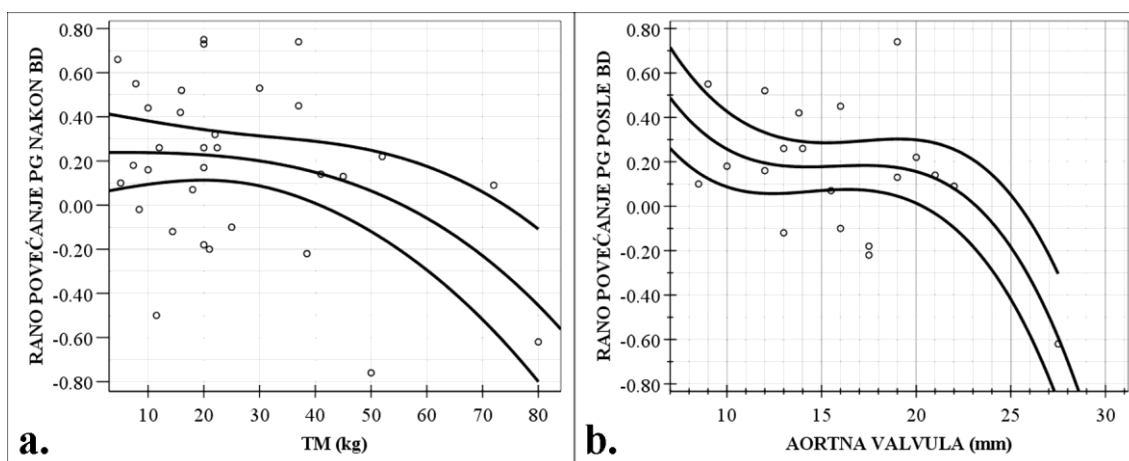 RANO POVEĆANJE PG NAKON BD
0.80
0.60
0.40
0.20
0.00
-0.20
-0.40
-0.60
-0.80
10 20 30 40 50 60 70 80
a.
TM (kg)
RANO POVEĆANJE PG POSLE BD
0.80
0.60
0.40
0.20
0.00
-0.20
-0.40
-0.60
-0.80
10 15 20 25 30
b.
AORTNA VALVULA (mm)